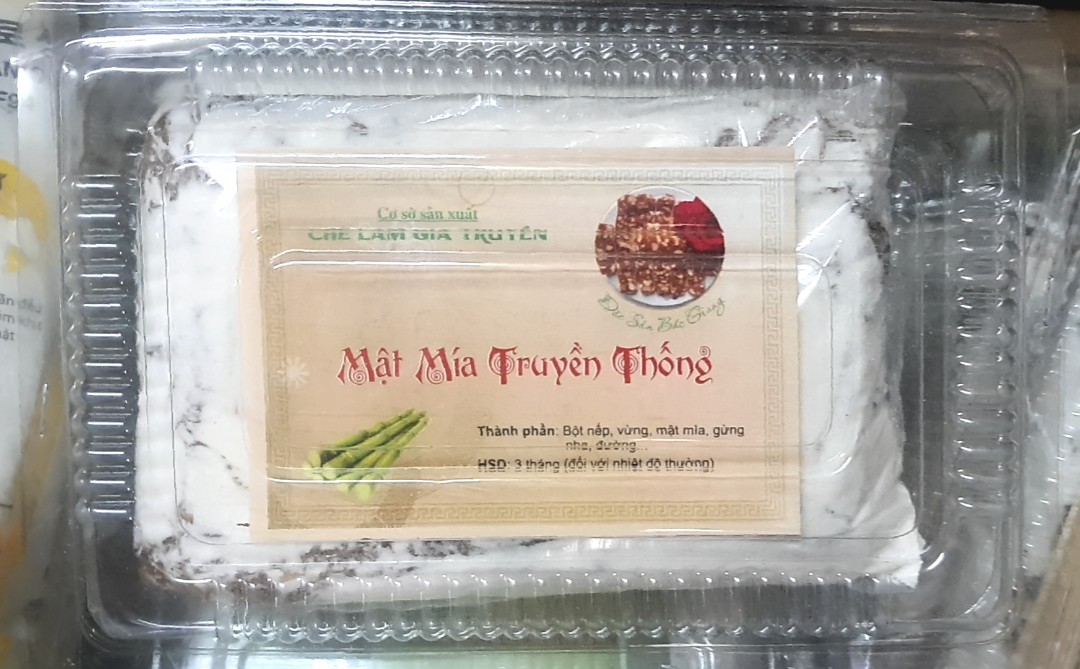 Cơ sở sản xuất
CHÈ LAM GIA TRUYỀN
Đặc Sản Bắc Giang
Mật Mía Truyền Thống
Thành phần: Bột nếp, vừng, mật mìa, gừng
nha, đường...
HSD: 3 tháng (đối với nhiệt độ thường)